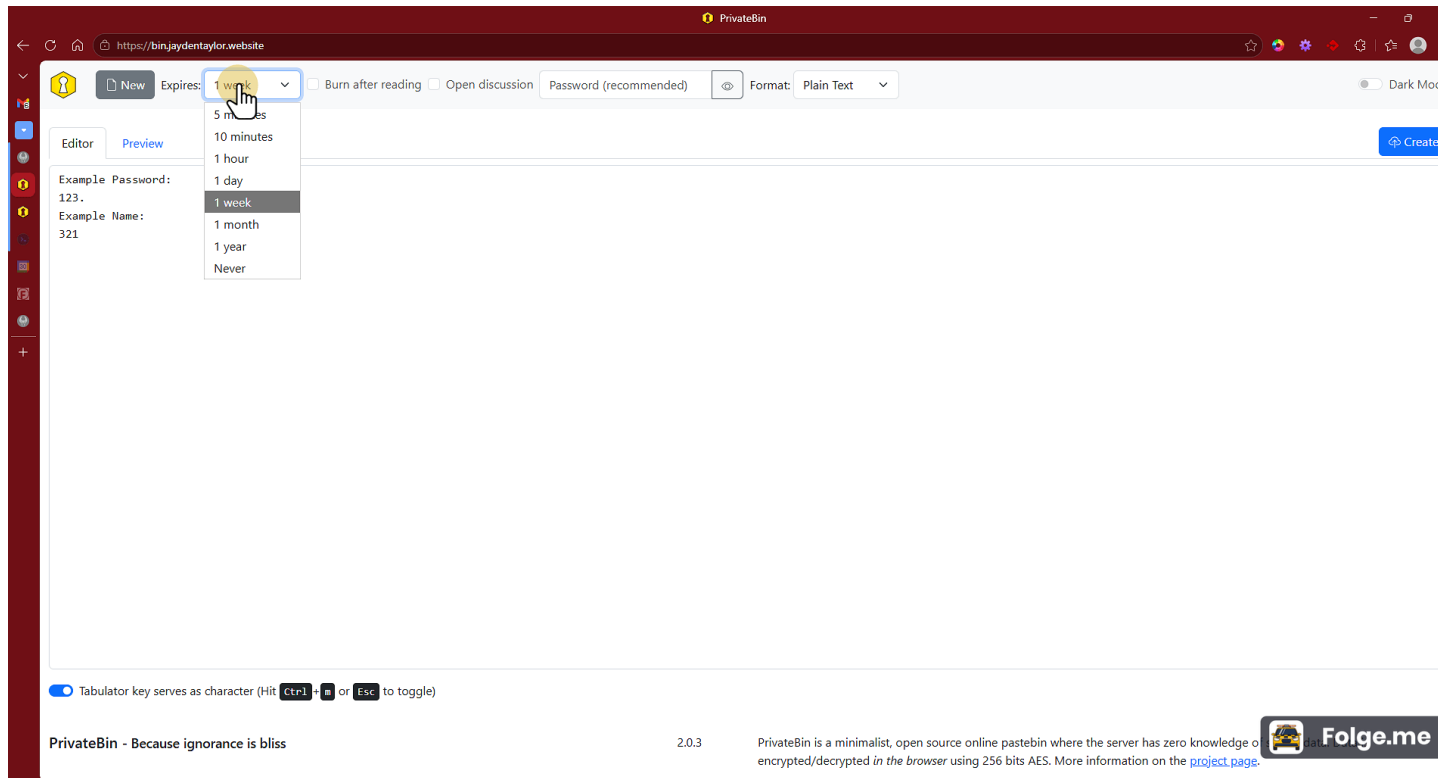 PrivateBin
https://bin.jaydentaylor.website
New Expires: 1 week Burn after reading Open discussion Password (recommended) Format: Plain Text Dark
5
10 minutes
1 hour
1 day
1 week
1 month
1 year
Never
Editor Preview Create
Example Password:
123.
Example Name:
321
Tabulator key serves as character (Hit Ctrl+m or Esc to toggle)
PrivateBin - Because ignorance is bliss 2.0.3 PrivateBin is a minimalist, open source online pastebin where the server has zero knowledge
encrypted/decrypted in the browser using 256 bits AES. More information on the project page.
Folge.me